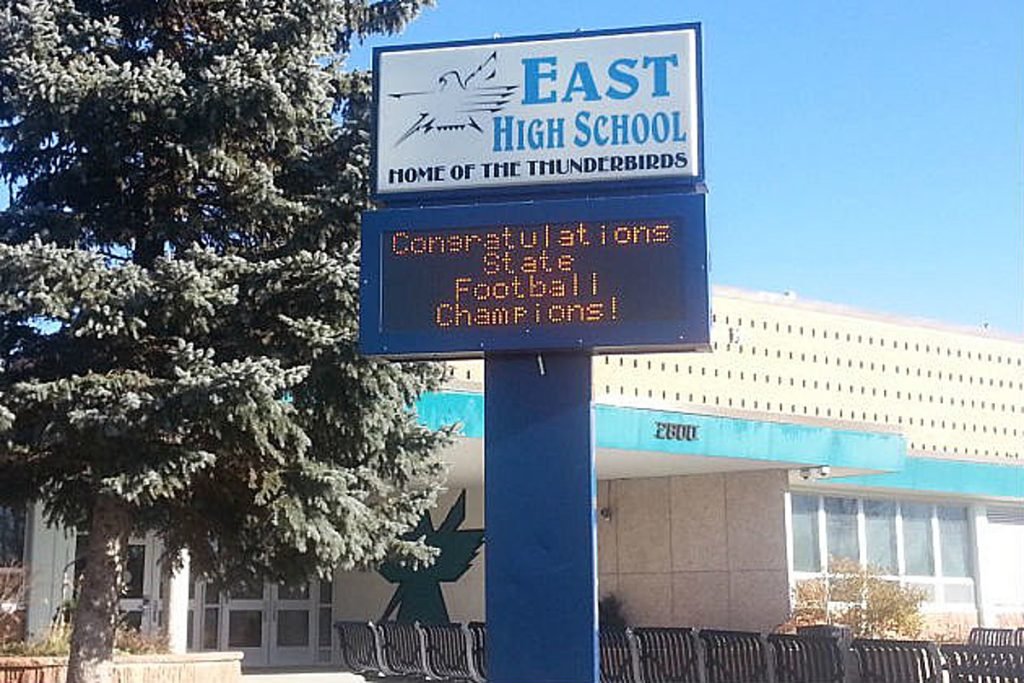 EAST
HIGH SCHOOL
HOME OF THE THUNDERBIRDS
Congratulations
State
Football
Champions!
2800